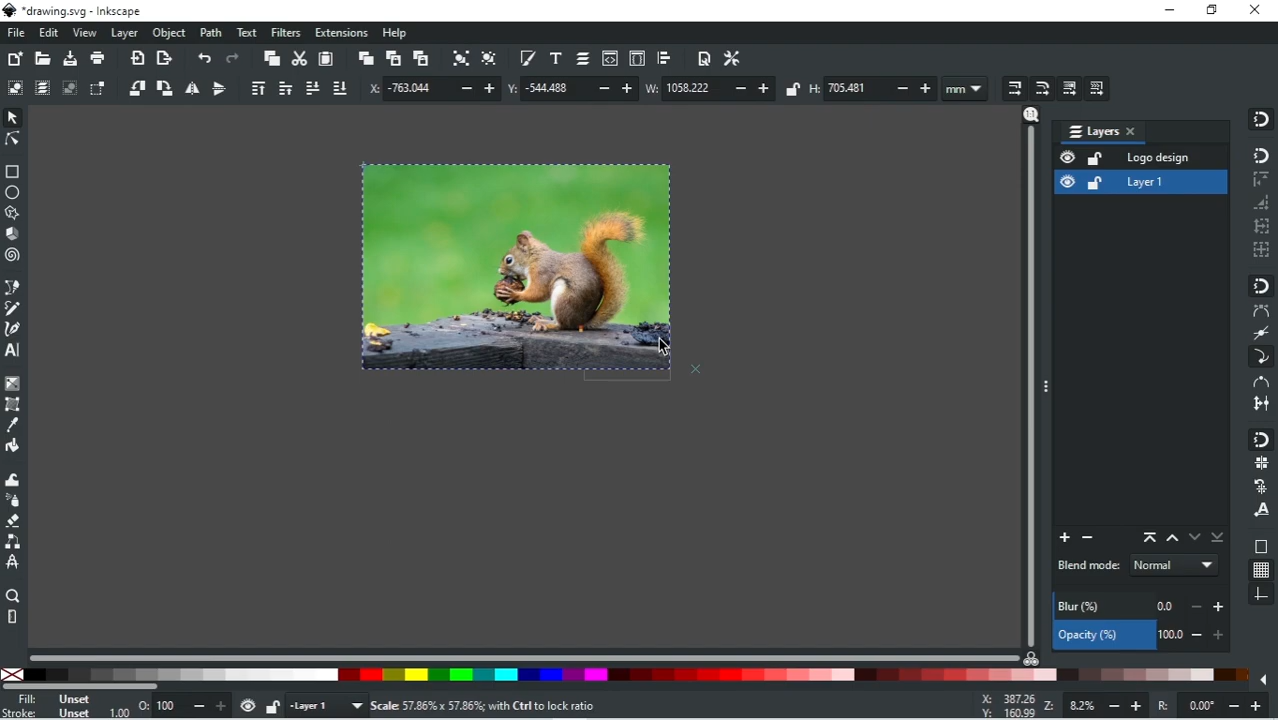 *drawing.svg - Inkscape
File Edit View Layer Object Path Text Filters Extensions Help
X: -763.044 Y: -544.488 W: 1058.222 H: 705.481 mm
1:1
Layers
Logo design
Layer 1
Blend mode: Normal
Blur (%) 0.0
Opacity (%) 100.0
Fill: Unset
Stroke: Unset 1.00
O: 100
-Layer 1
Scale: 57.86% x 57.86%; with Ctrl to lock ratio
X: 387.26
Y: 160.99
Z: 8.2%
R: 0.00°